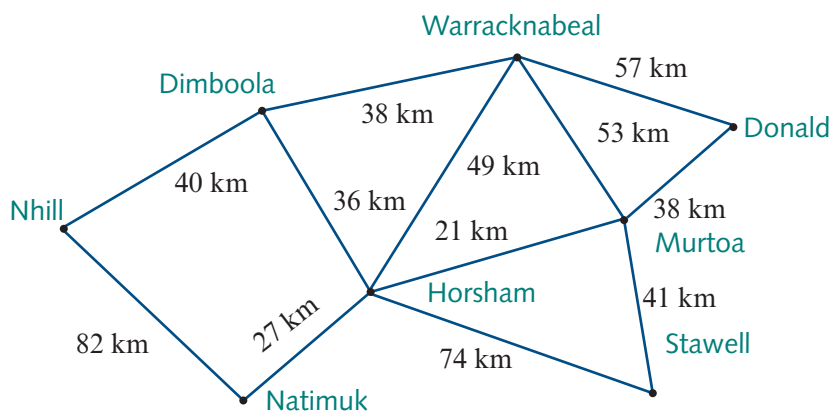 Warracknabeal
57 km
Dimboola
38 km
53 km
Donald
40 km
49 km
36 km
Nhill
38 km
21 km
Murtoa
Horsham
41 km
27 km
82 km
74 km
Stawell
Natimuk